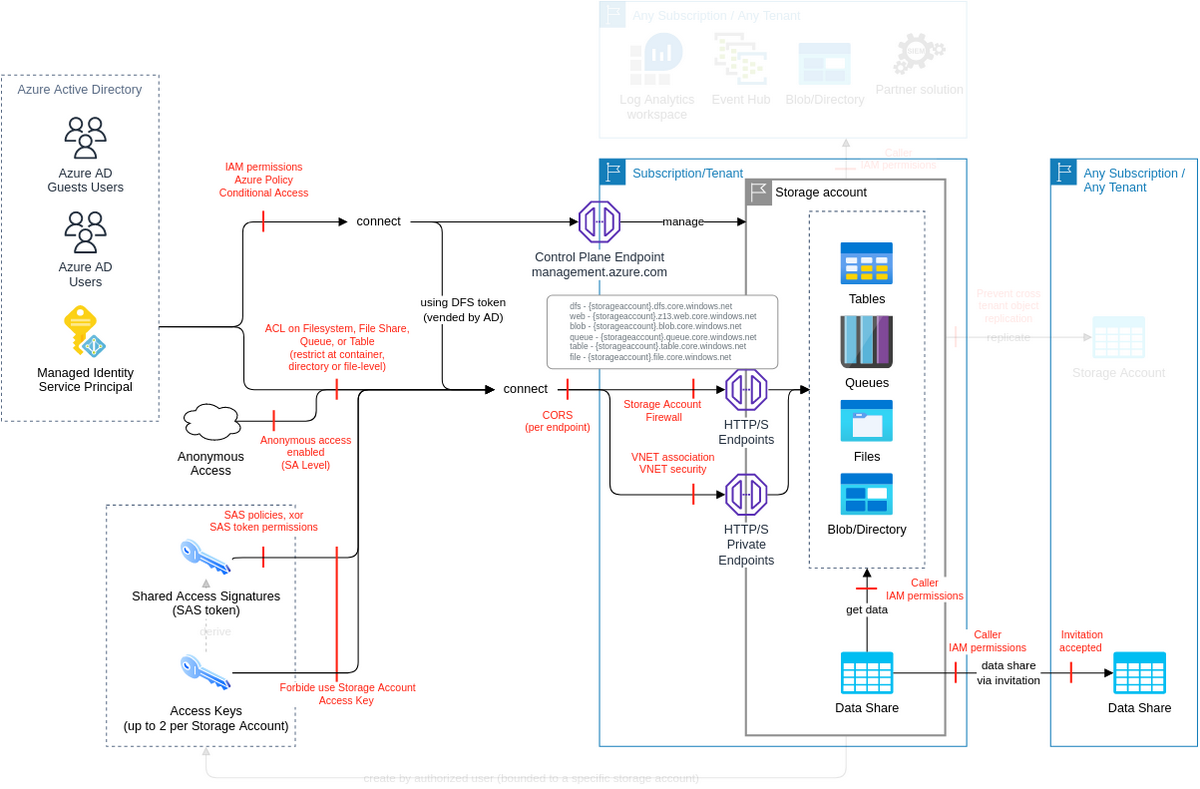 Any Subscription / Any Tenant
Log Analytics
workspace
Event Hub
Blob/Directory
SIEM
Partner solution
Azure Active Directory
Azure AD
Guests Users
Azure AD
Users
Managed Identity
Service Principal
IAM permissions
Azure Policy
Conditional Access
connect
Caller
IAM permissions
Subscription/Tenant
Storage account
manage
Control Plane Endpoint
management.azure.com
Any Subscription /
Any Tenant
using DFS token
(vended by AD)
dfs - {storageaccount}.dfs.core.windows.net
web - {storageaccount}.z13.web.core.windows.net
blob - {storageaccount}.blob.core.windows.net
queue - {storageaccount}.queue.core.windows.net
table - {storageaccount}.table.core.windows.net
file - {storageaccount}.file.core.windows.net
Tables
Queues
Files
Blob/Directory
Prevent cross
tenant object
replication
replicate
Storage Account
ACL on Filesystem, File Share,
Queue, or Table
(restrict at container,
directory or file-level)
connect
CORS
(per endpoint)
Storage Account
Firewall
HTTP/S
Endpoints
VNET association
VNET security
HTTP/S
Private
Endpoints
Anonymous
Access
Anonymous access
enabled
(SA Level)
SAS policies, xor
SAS token permissions
Shared Access Signatures
(SAS token)
derive
Access Keys
(up to 2 per Storage Account)
Forbide use Storage Account
Access Key
Caller
IAM permissions
get data
Data Share
Caller
IAM permissions
data share
via invitation
Invitation
accepted
Data Share
create by authorized user (bounded to a specific storage account)